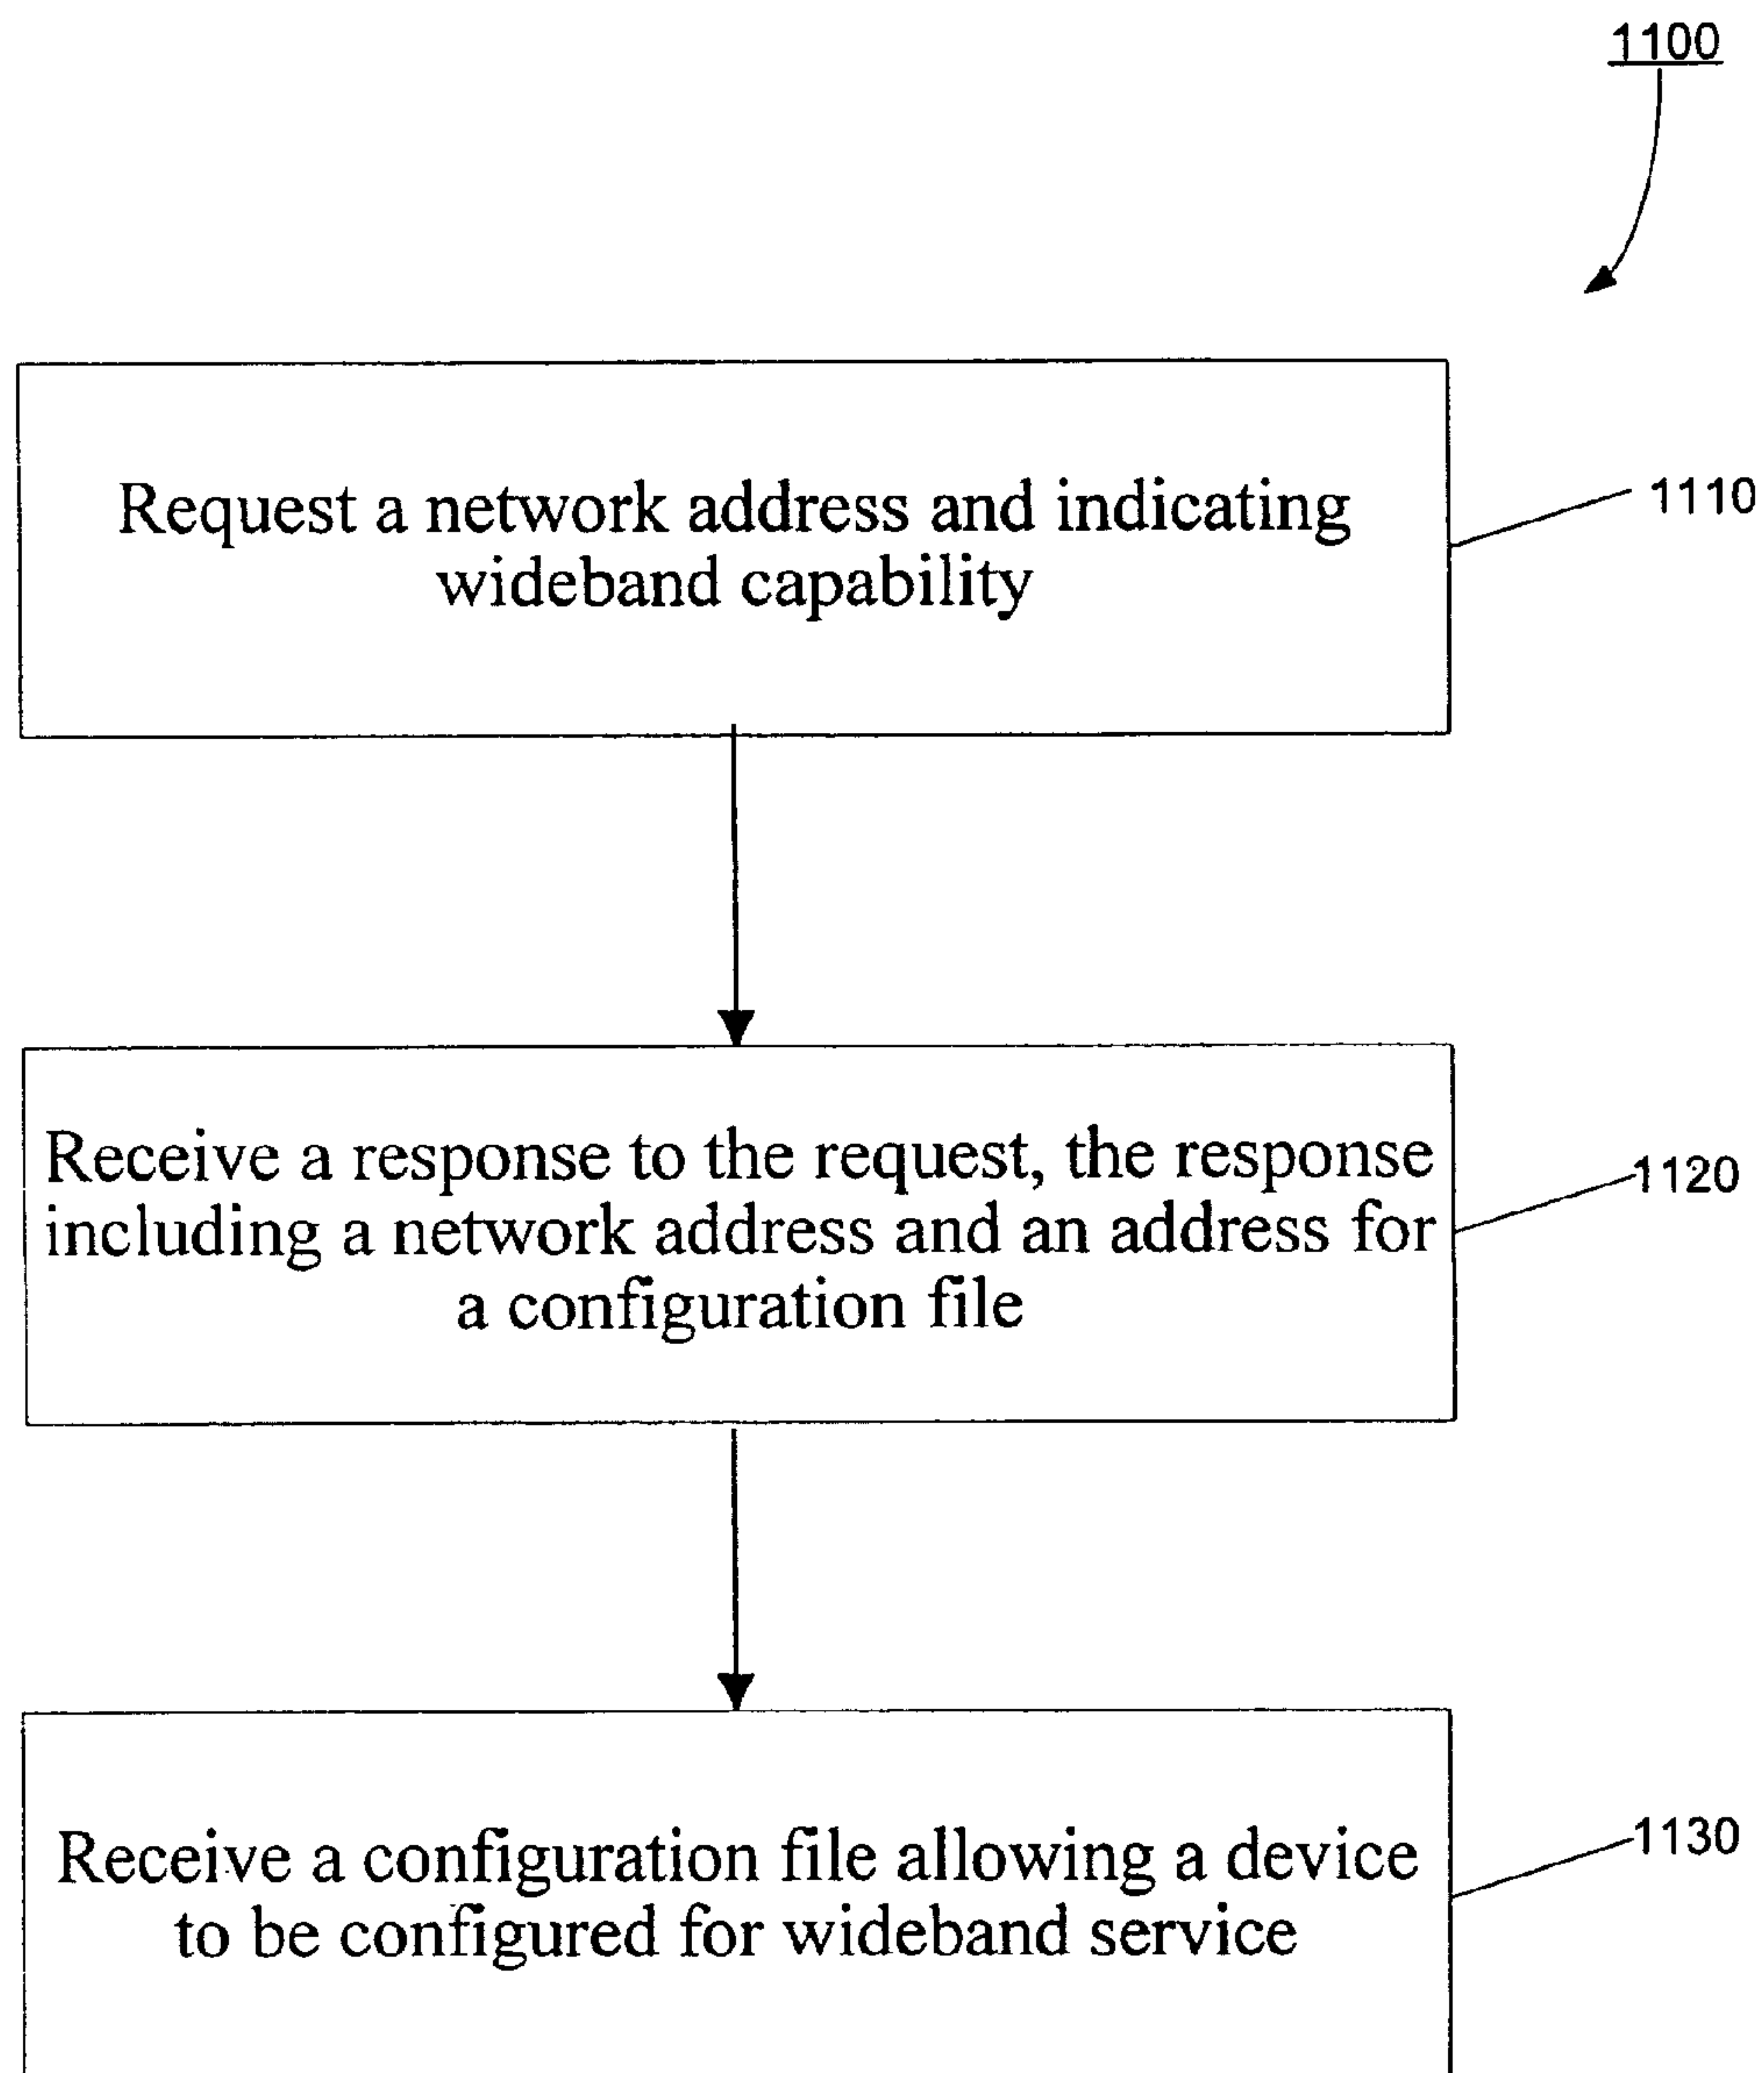 1100
Request a network address and indicating
wideband capability
1110
Receive a response to the request, the response
including a network address and an address for
a configuration file
1120
Receive a configuration file allowing a device
to be configured for wideband service
1130